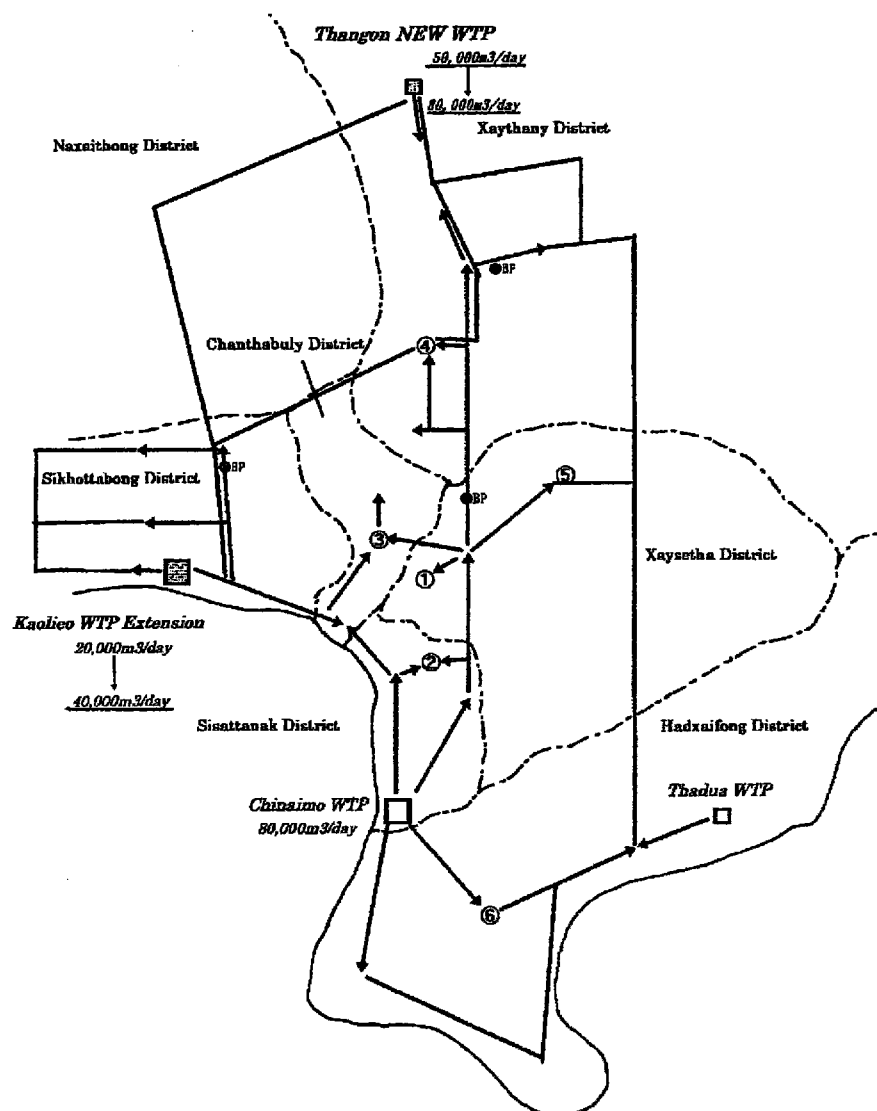 Thangon NEW WTP
50,000m3/day
80,000m3/day
Naxaithong District
Xaythany District
BP
Chanthabuly District
④
BP
Sikhottabong District
⑤
BP
③
①
Xaysetha District
Kaolieo WTP Extension
20,000m3/day
②
40,000m3/day
Sisattanak District
Hadxaifong District
Chinaimo WTP
80,000m3/day
Thadua WTP
⑥